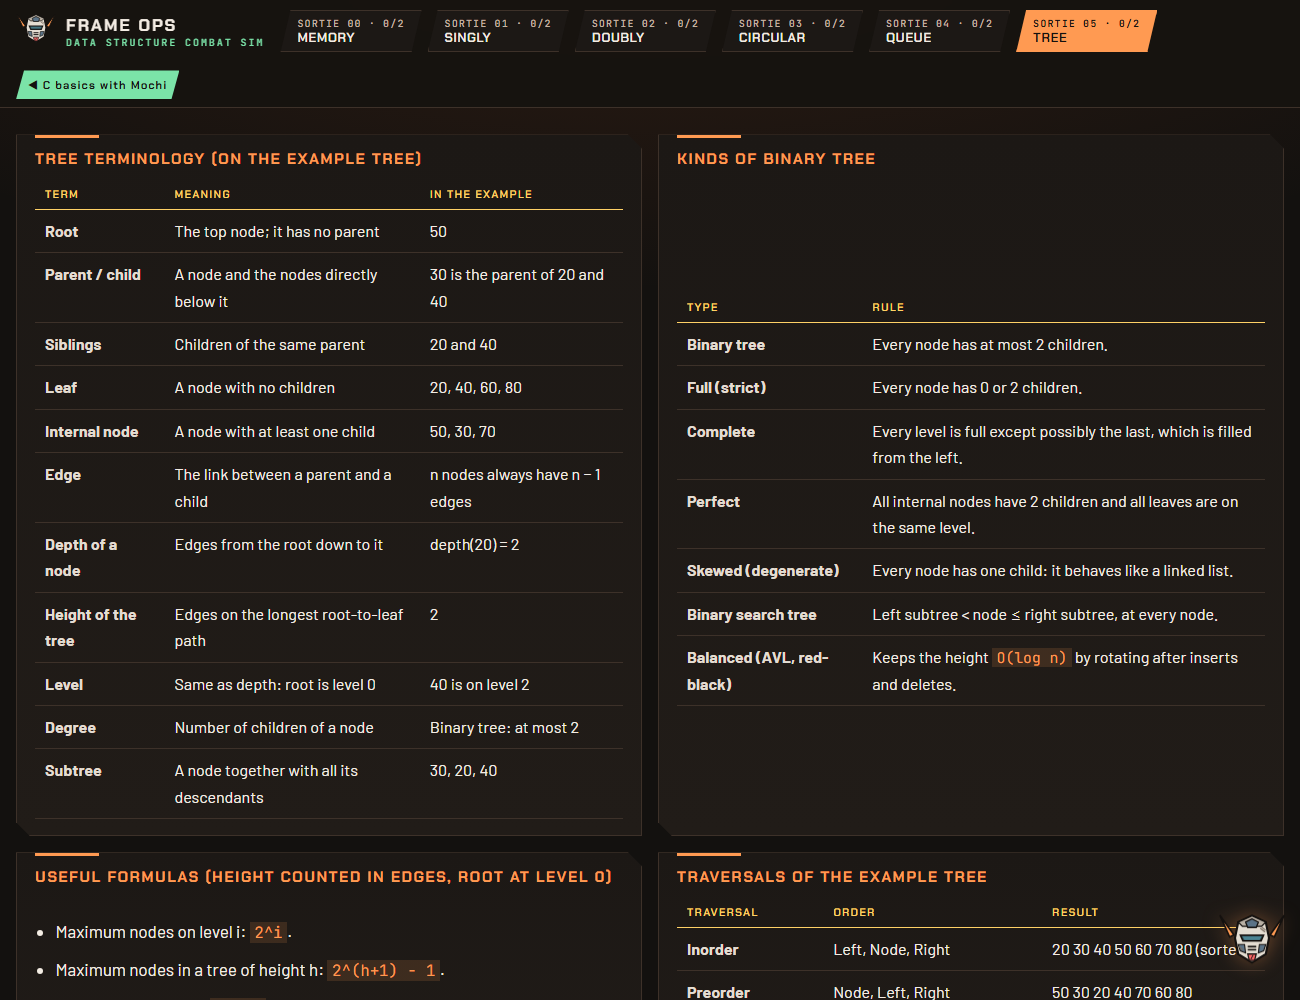 FRAME OPS
DATA STRUCTURE COMBAT SIM
SORTIE 00 · 0/2
MEMORY
SORTIE 01 · 0/2
SINGLY
SORTIE 02 · 0/2
DOUBLY
SORTIE 03 · 0/2
CIRCULAR
SORTIE 04 · 0/2
QUEUE
SORTIE 05 · 0/2
TREE
◀ C basics with Mochi
TREE TERMINOLOGY (ON THE EXAMPLE TREE)
TERM MEANING IN THE EXAMPLE
Root The top node; it has no parent 50
Parent / child A node and the nodes directly 30 is the parent of 20 and
below it 40
Siblings Children of the same parent 20 and 40
Leaf A node with no children 20, 40, 60, 80
Internal node A node with at least one child 50, 30, 70
Edge The link between a parent and a n nodes always have n − 1
child edges
Depth of a Edges from the root down to it depth(20) = 2
node
Height of the Edges on the longest root-to-leaf 2
tree path
Level Same as depth: root is level 0 40 is on level 2
Degree Number of children of a node Binary tree: at most 2
Subtree A node together with all its 30, 20, 40
descendants
KINDS OF BINARY TREE
TYPE RULE
Binary tree Every node has at most 2 children.
Full (strict) Every node has 0 or 2 children.
Complete Every level is full except possibly the last, which is filled
from the left.
Perfect All internal nodes have 2 children and all leaves are on
the same level.
Skewed (degenerate) Every node has one child: it behaves like a linked list.
Binary search tree Left subtree < node ≤ right subtree, at every node.
Balanced (AVL, red- Keeps the height O(log n) by rotating after inserts
black) and deletes.
USEFUL FORMULAS (HEIGHT COUNTED IN EDGES, ROOT AT LEVEL 0)
• Maximum nodes on level i: 2^i.
• Maximum nodes in a tree of height h: 2^(h+1) - 1.
TRAVERSALS OF THE EXAMPLE TREE
TRAVERSAL ORDER RESULT
Inorder Left, Node, Right 20 30 40 50 60 70 80 (sorte
Preorder Node, Left, Right 50 30 20 40 70 60 80